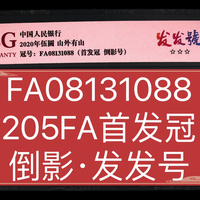 G
ANTY
中国人民银行
2020年伍圆 山外有山
冠号：FA08131088（首发冠 倒影号）
发发號
☆☆☆
FA08131088
205FA首发冠
倒影·发发号